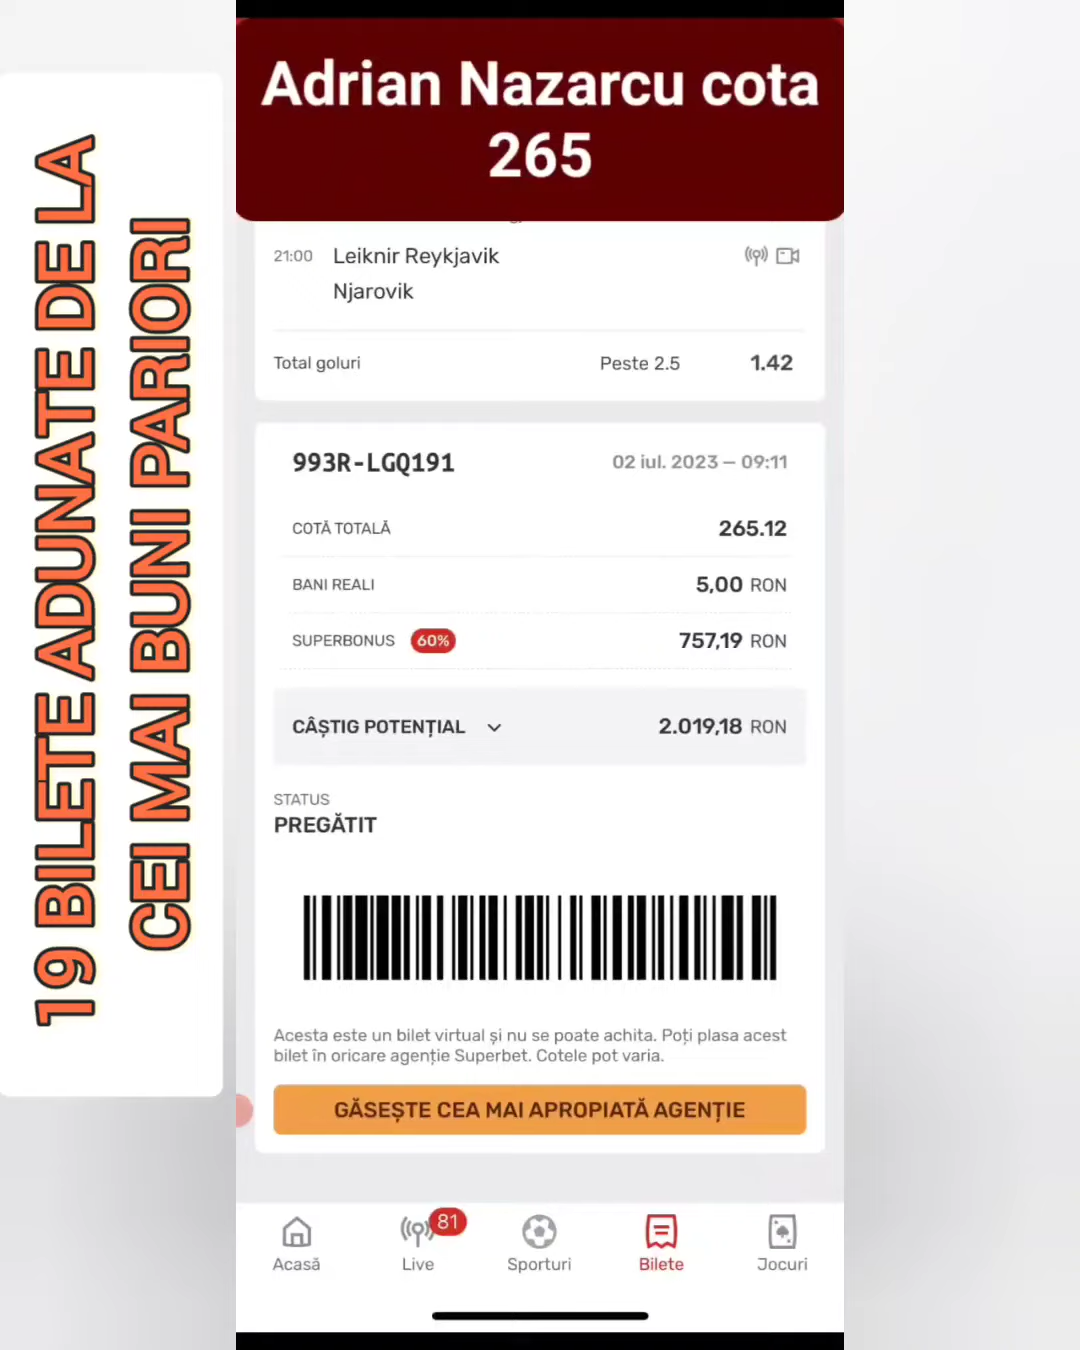 19 BILETE ADUNATE DE LA
CEI MAI BUNI PARIORI
Adrian Nazarcu cota
265
21:00 Leiknir Reykjavik
Njarovik
Total goluri Peste 2.5 1.42
993R-LGQ191 02 iul. 2023 – 09:11
COTĂ TOTALĂ 265.12
BANI REALI 5,00 RON
SUPERBONUS 60% 757,19 RON
CÂȘTIG POTENȚIAL 2.019,18 RON
STATUS
PREGĂTIT
Acesta este un bilet virtual și nu se poate achita. Poți plasa acest
bilet în oricare agenție Superbet. Cotele pot varia.
GĂSEȘTE CEA MAI APROPIATĂ AGENȚIE
81
Acasă Live Sporturi Bilete Jocuri